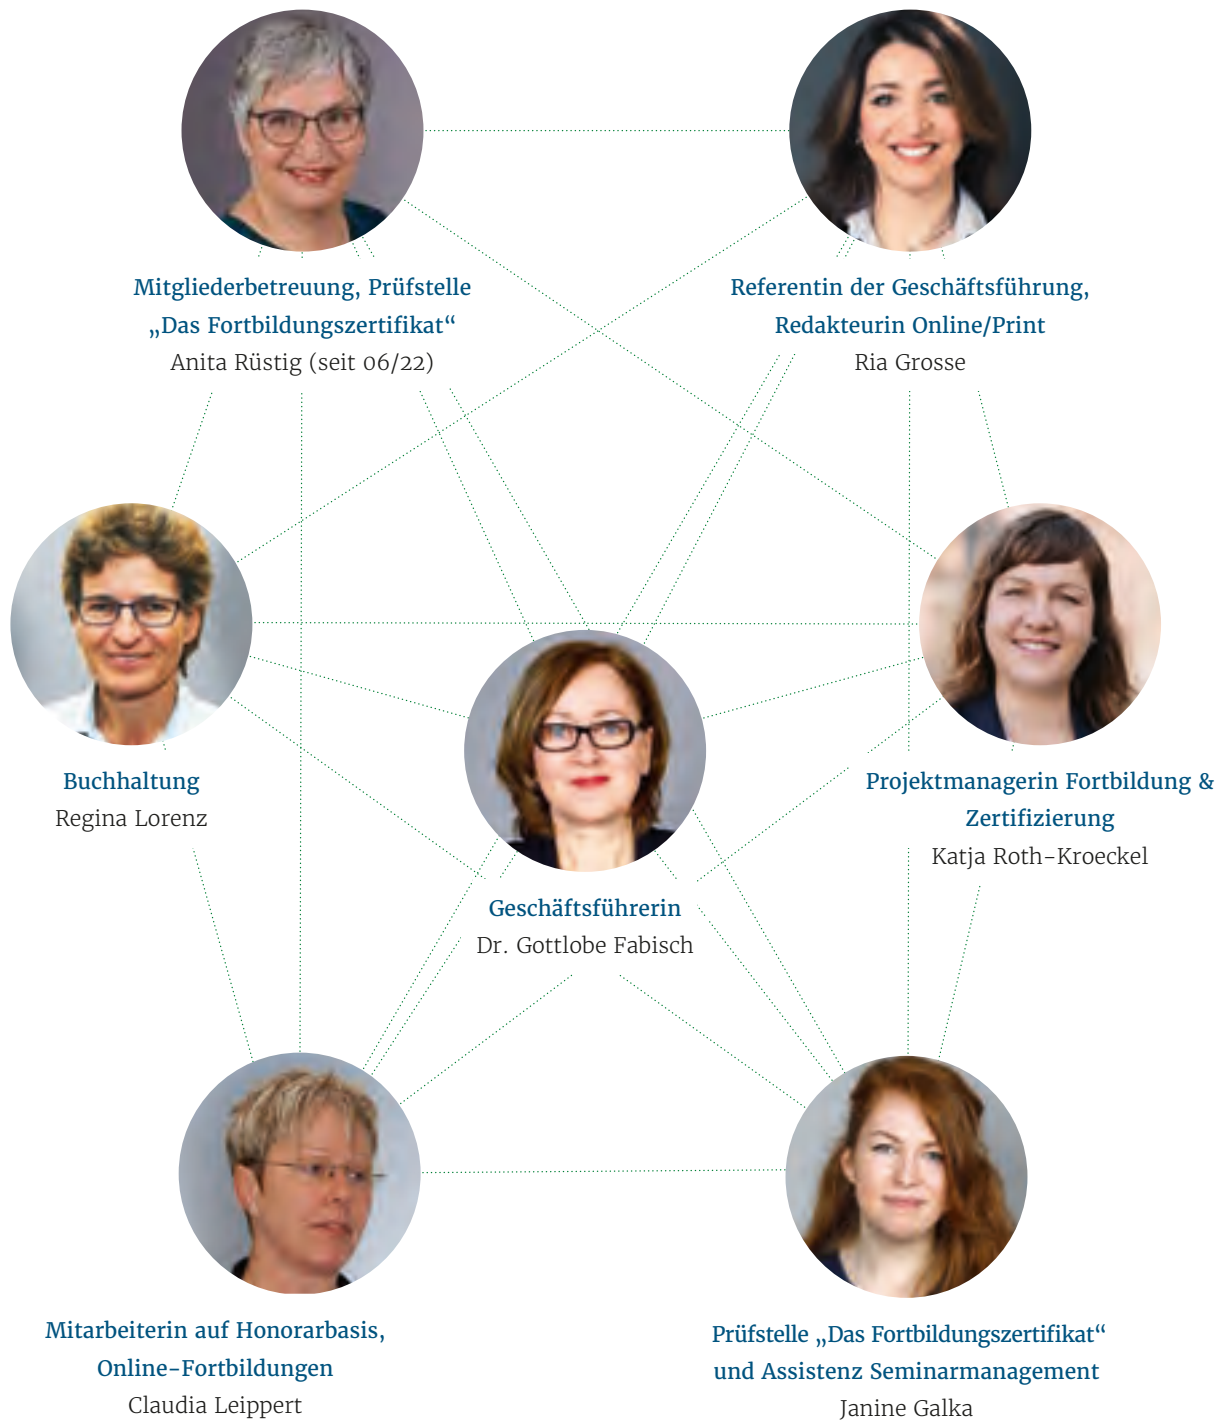 Mitgliederbetreuung, Prüfstelle
„Das Fortbildungszertifikat“
Anita Rüstig (seit 06/22)
Referentin der Geschäftsführung,
Redakteurin Online/Print
Ria Grosse
Buchhaltung
Regina Lorenz
Projektmanagerin Fortbildung &
Zertifizierung
Katja Roth-Kroeckel
Geschäftsführerin
Dr. Gottlobe Fabisch
Mitarbeiterin auf Honorarbasis,
Online-Fortbildungen
Claudia Leippert
Prüfstelle „Das Fortbildungszertifikat“
und Assistenz Seminarmanagement
Janine Galka